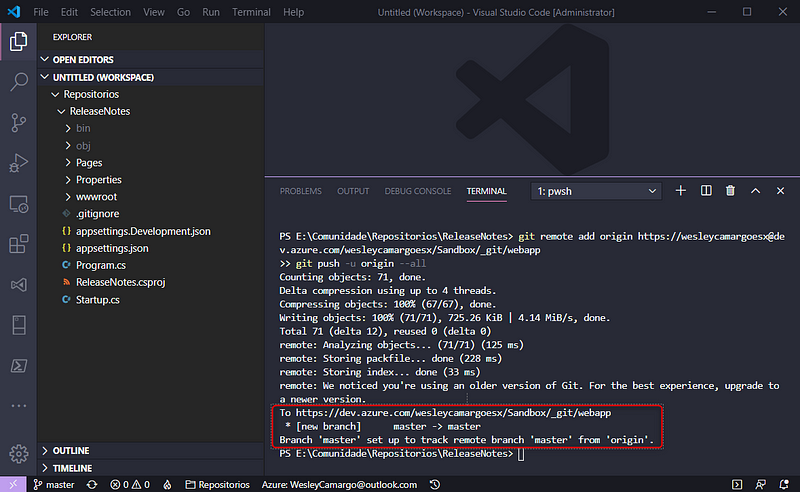 File Edit Selection View Go Run Terminal Help Untitled (Workspace) - Visual Studio Code [Administrator]
EXPLORER
OPEN EDITORS
UNTITLED (WORKSPACE)
Repositorios
ReleaseNotes
bin
obj
Pages
Properties
wwwroot
.gitignore
appsettings.Development.json
appsettings.json
Program.cs
ReleaseNotes.csproj
Startup.cs
OUTLINE
TIMELINE
PROBLEMS OUTPUT DEBUG CONSOLE TERMINAL 1: pwsh
PS E:\Comunidade\Repositorios\ReleaseNotes> git remote add origin https://wesleycamargoesx@de
v.azure.com/wesleycamargoesx/Sandbox/_git/webapp
>> git push -u origin --all
Counting objects: 71, done.
Delta compression using up to 4 threads.
Compressing objects: 100% (67/67), done.
Writing objects: 100% (71/71), 725.26 KiB | 4.14 MiB/s, done.
Total 71 (delta 12), reused 0 (delta 0)
remote: Analyzing objects... (71/71) (125 ms)
remote: Storing packfile... done (228 ms)
remote: Storing index... done (33 ms)
remote: We noticed you're using an older version of Git. For the best experience, upgrade to
a newer version.
To https://dev.azure.com/wesleycamargoesx/Sandbox/_git/webapp
* [new branch] master -> master
Branch 'master' set up to track remote branch 'master' from 'origin'.
PS E:\Comunidade\Repositorios\ReleaseNotes>
master 0 0 Repositorios Azure: WesleyCamargo@outlook.com